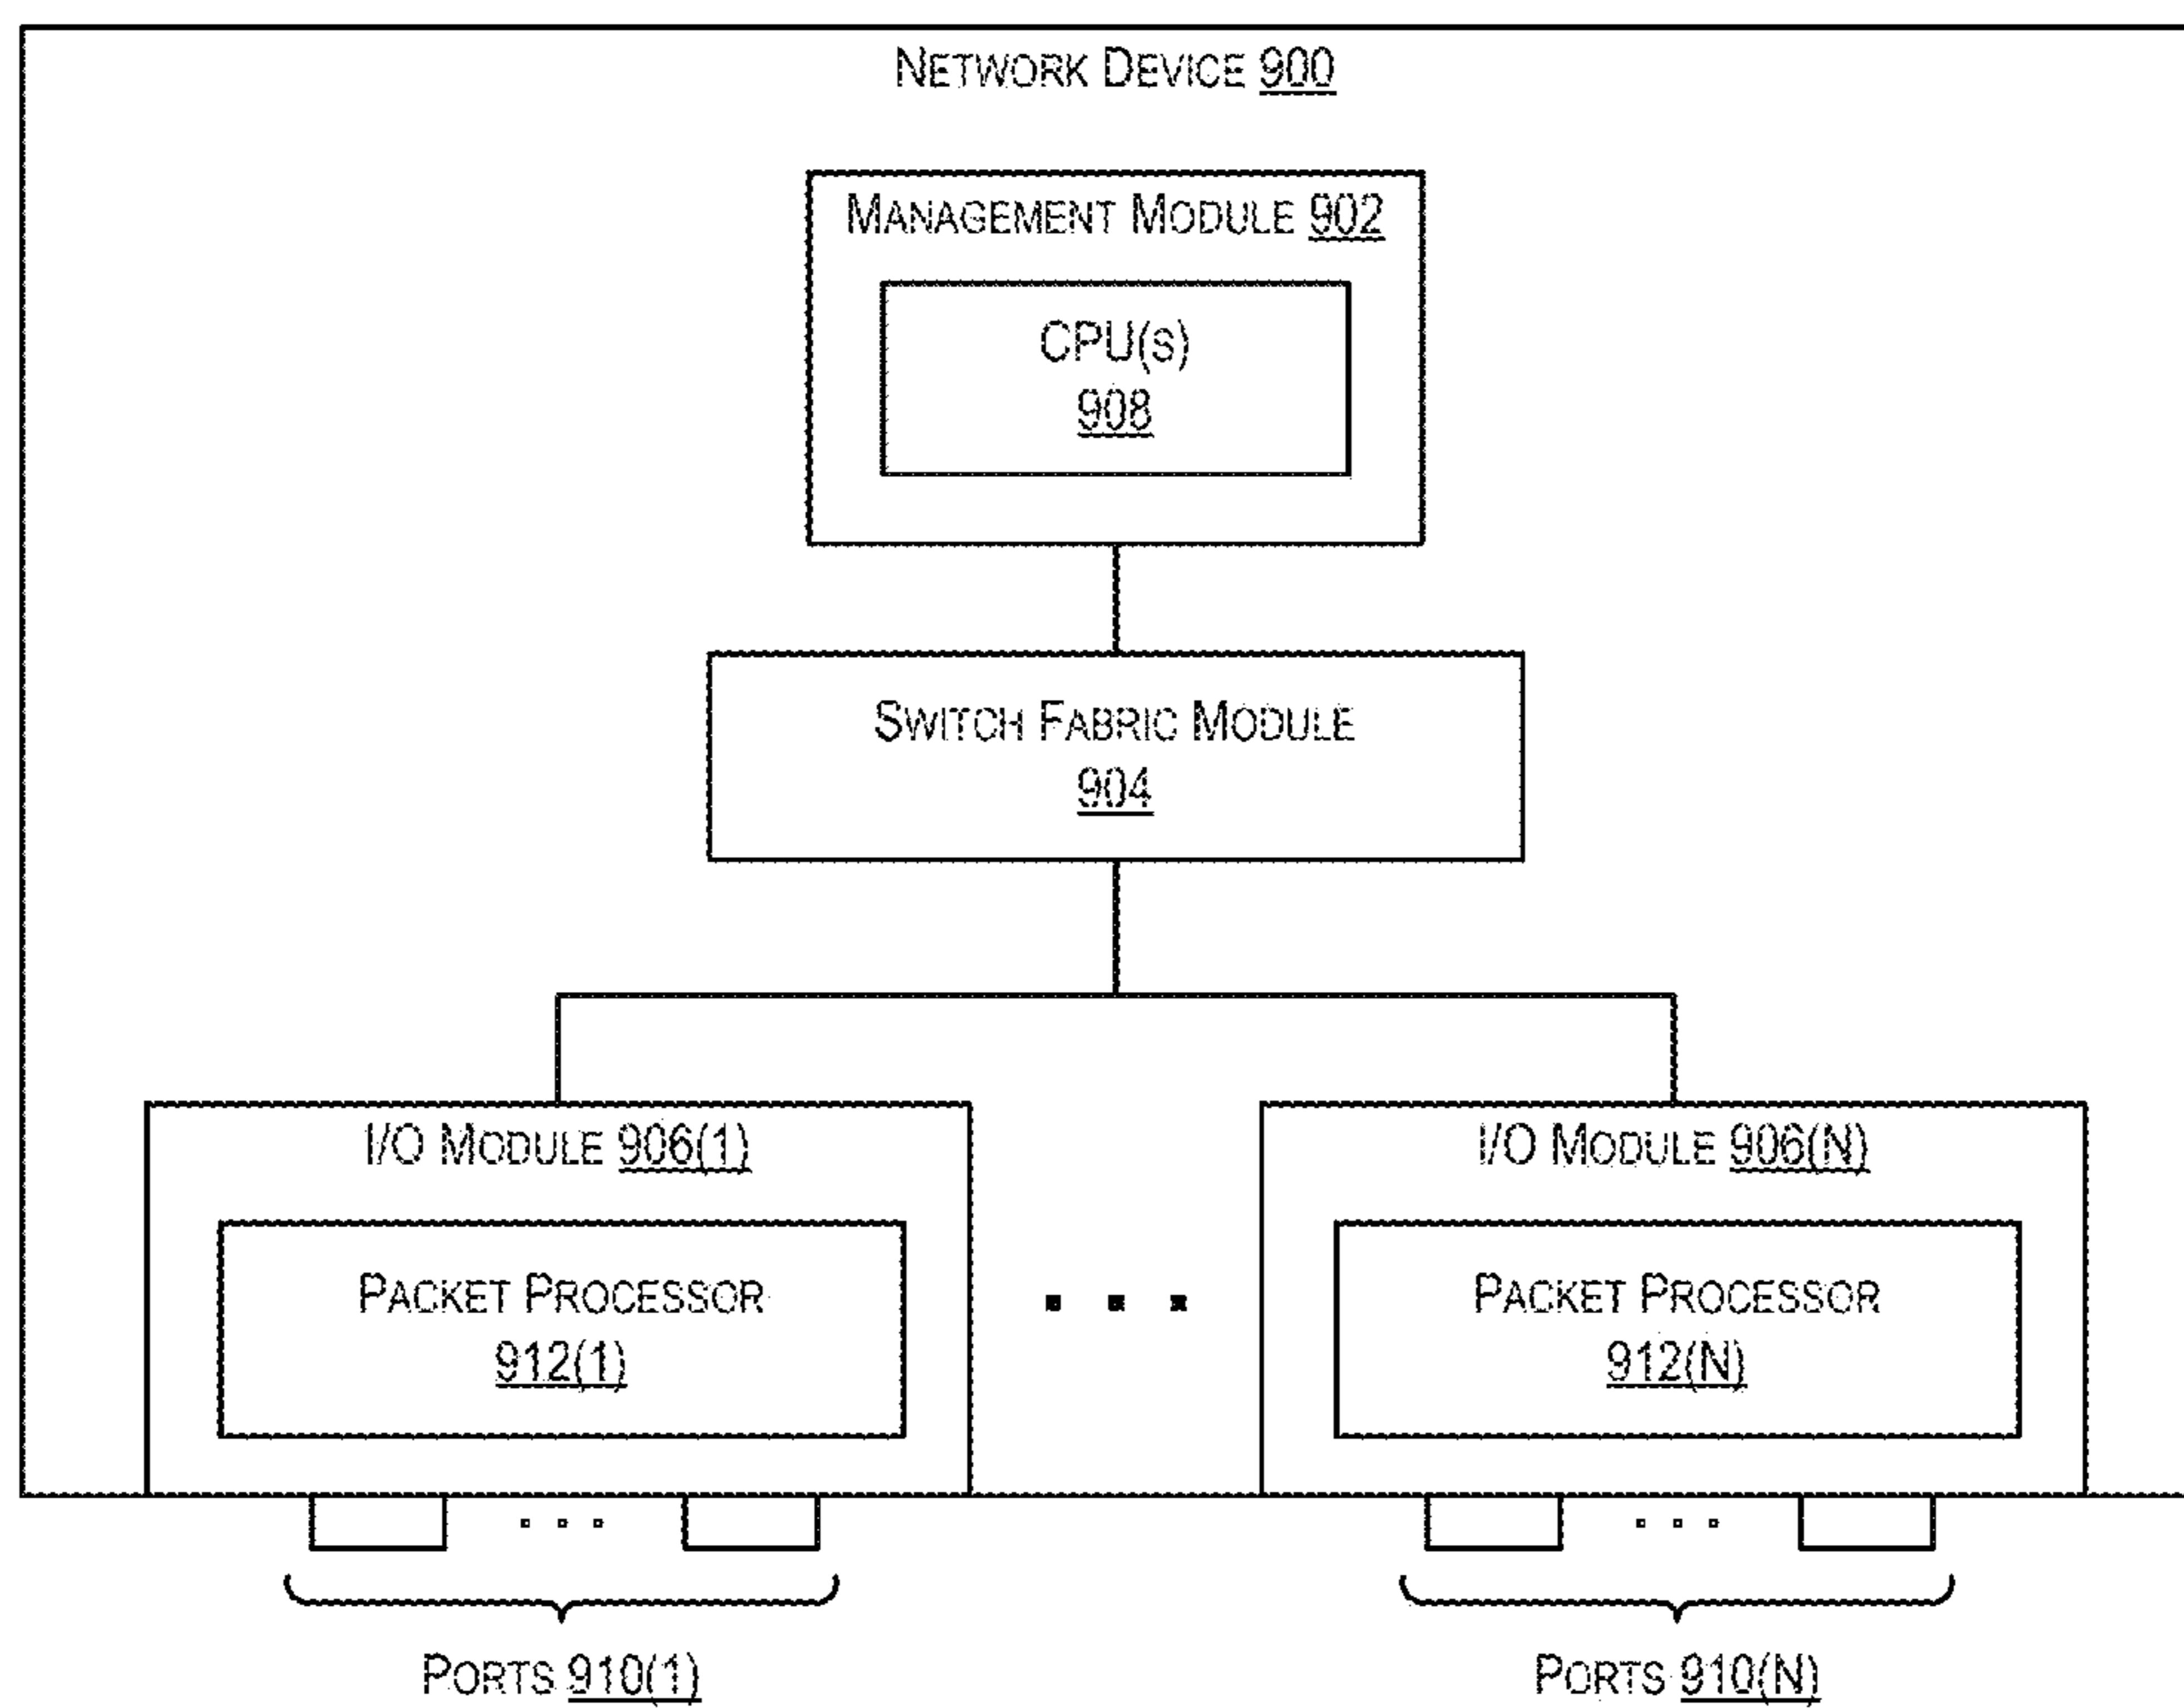 NETWORK DEVICE 900
MANAGEMENT MODULE 902
CPU(S)
908
SWITCH FABRIC MODULE
904
I/O MODULE 906(1)
PACKET PROCESSOR
912(1)
I/O MODULE 906(N)
PACKET PROCESSOR
912(N)
PORTS 910(1)
PORTS 910(N)